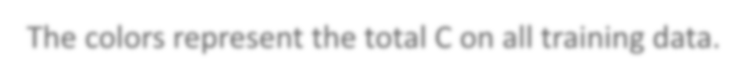 The colors represent the total C on all training data.